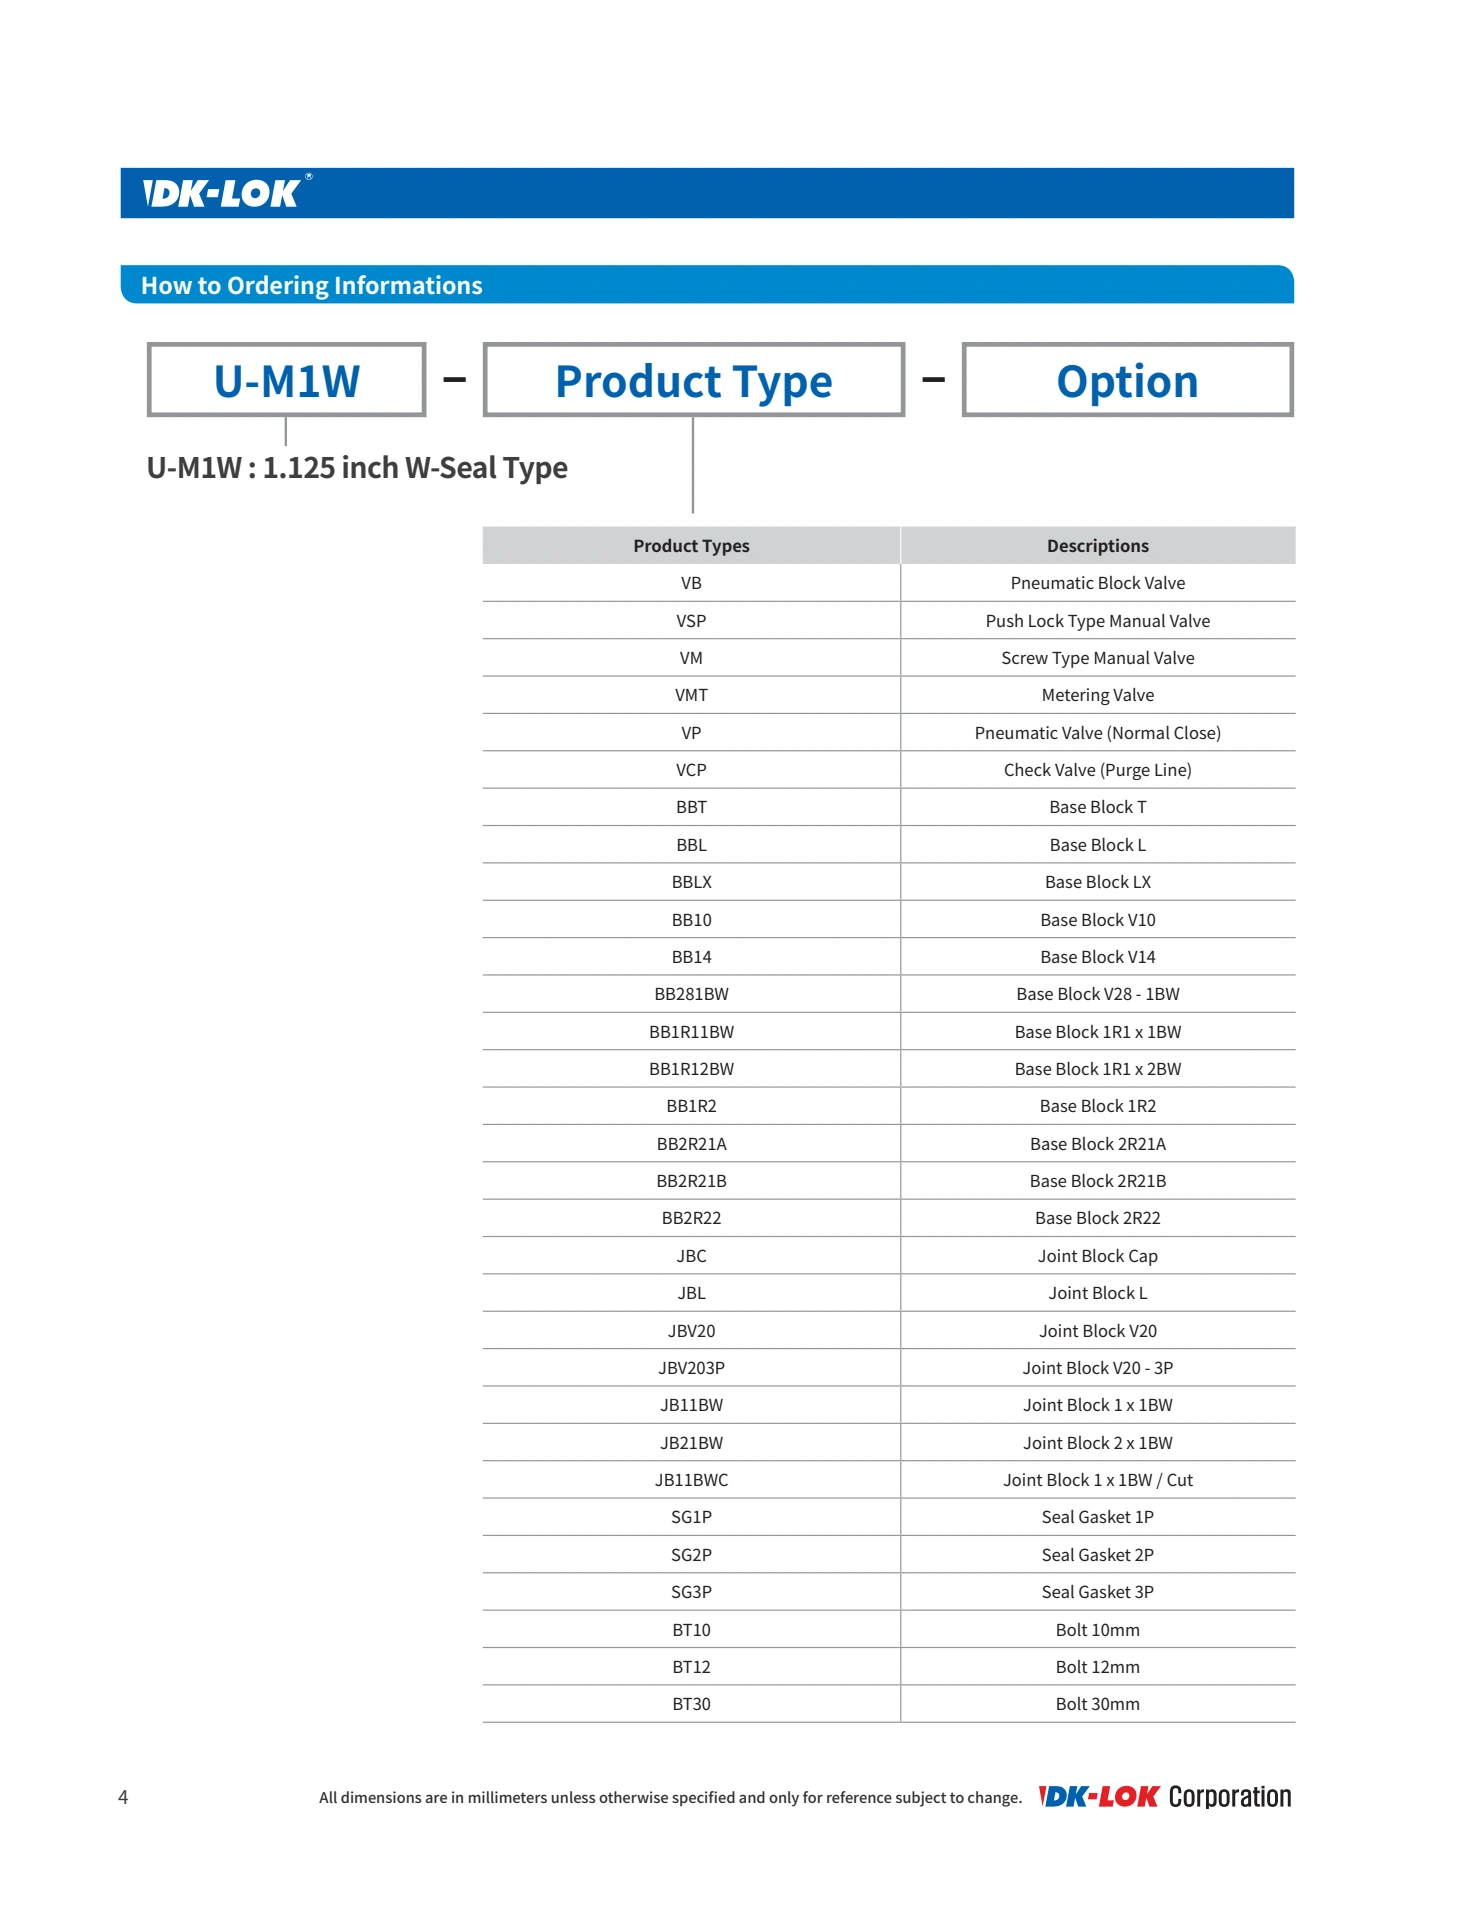 DK-LOK®
How to Ordering Informations
U-M1W – Product Type – Option
U-M1W : 1.125 inch W-Seal Type
Product Types Descriptions
VB Pneumatic Block Valve
VSP Push Lock Type Manual Valve
VM Screw Type Manual Valve
VMT Metering Valve
VP Pneumatic Valve (Normal Close)
VCP Check Valve (Purge Line)
BBT Base Block T
BBL Base Block L
BBLX Base Block LX
BB10 Base Block V10
BB14 Base Block V14
BB281BW Base Block V28 - 1BW
BB1R11BW Base Block 1R1 x 1BW
BB1R12BW Base Block 1R1 x 2BW
BB1R2 Base Block 1R2
BB2R21A Base Block 2R21A
BB2R21B Base Block 2R21B
BB2R22 Base Block 2R22
JBC Joint Block Cap
JBL Joint Block L
JBV20 Joint Block V20
JBV203P Joint Block V20 - 3P
JB11BW Joint Block 1 x 1BW
JB21BW Joint Block 2 x 1BW
JB11BWC Joint Block 1 x 1BW / Cut
SG1P Seal Gasket 1P
SG2P Seal Gasket 2P
SG3P Seal Gasket 3P
BT10 Bolt 10mm
BT12 Bolt 12mm
BT30 Bolt 30mm
4 All dimensions are in millimeters unless otherwise specified and only for reference subject to change. DK-LOK Corporation